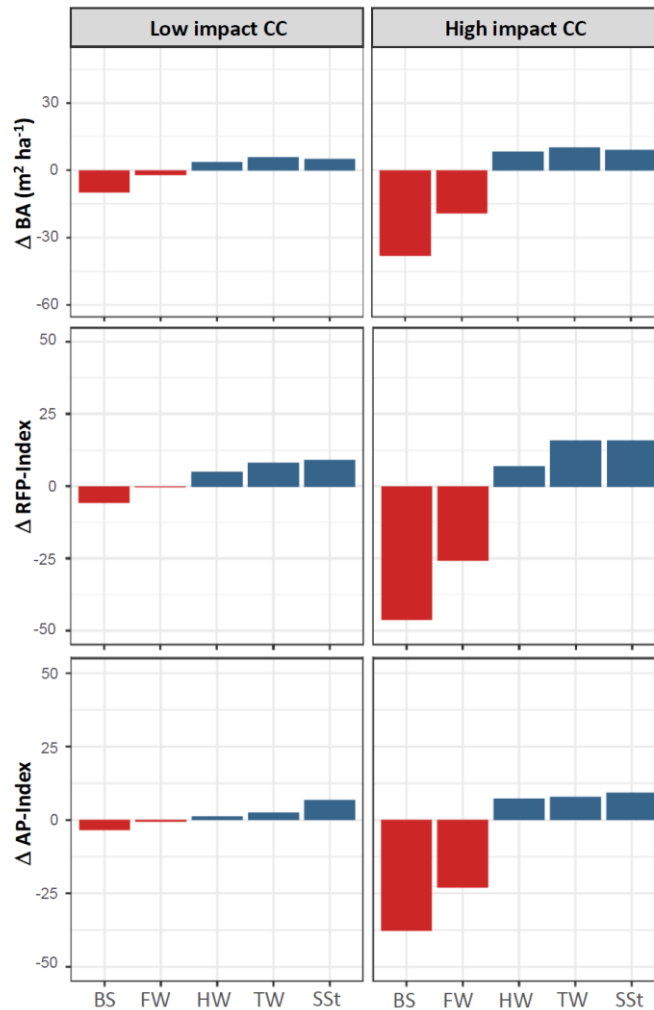 Low impact CC
High impact CC
Δ BA (m² ha⁻¹)
30
0
-30
-60
Δ RFP-Index
50
25
0
-25
-50
Δ AP-Index
50
25
0
-25
-50
BS FW HW TW SSt
BS FW HW TW SSt